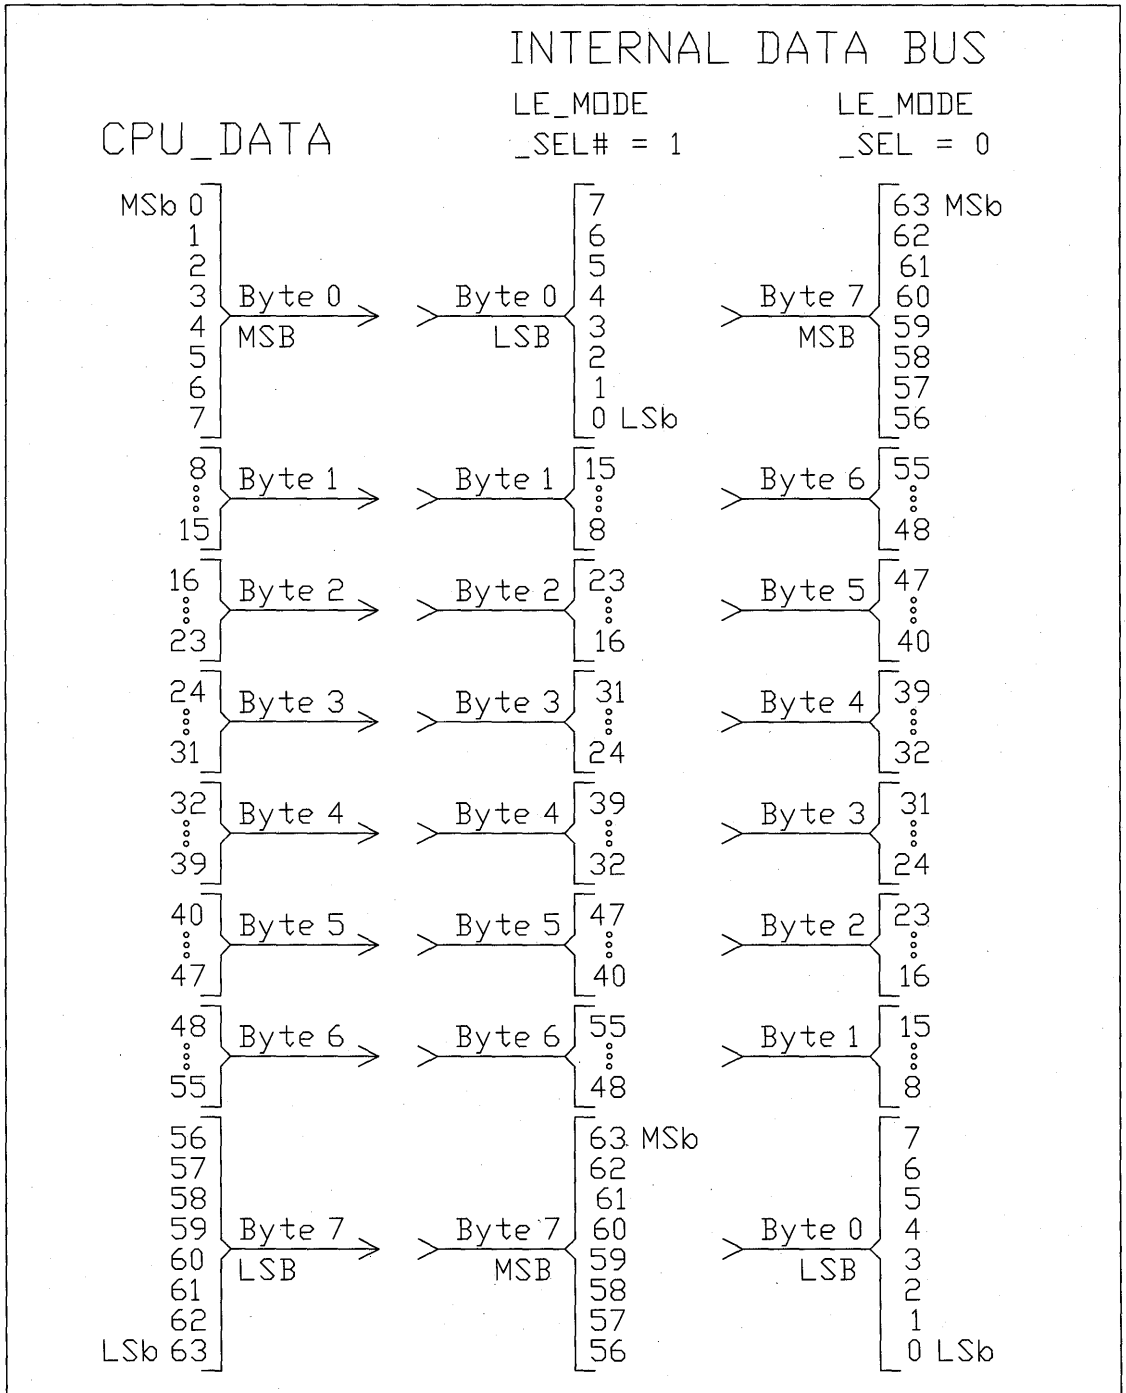 INTERNAL DATA BUS
LE_MODE LE_MODE
CPU_DATA _SEL# = 1 _SEL = 0
MSb 0 7 63 MSb
1 6 62
2 5 61
3 Byte 0 Byte 0 4 Byte 7 60
4 MSB LSB 3 MSB 59
5 2 58
6 1 57
7 0 LSb 56
8 Byte 1 Byte 1 15 Byte 6 55
15 8 48
16 Byte 2 Byte 2 23 Byte 5 47
23 16 40
24 Byte 3 Byte 3 31 Byte 4 39
31 24 32
32 Byte 4 Byte 4 39 Byte 3 31
39 32 24
40 Byte 5 Byte 5 47 Byte 2 23
47 40 16
48 Byte 6 Byte 6 55 Byte 1 15
55 48 8
56 63 MSb 7
57 62 6
58 61 5
59 Byte 7 Byte 7 60 Byte 0 4
60 LSB MSB 59 LSB 3
61 58 2
62 57 1
LSb 63 56 0 LSb